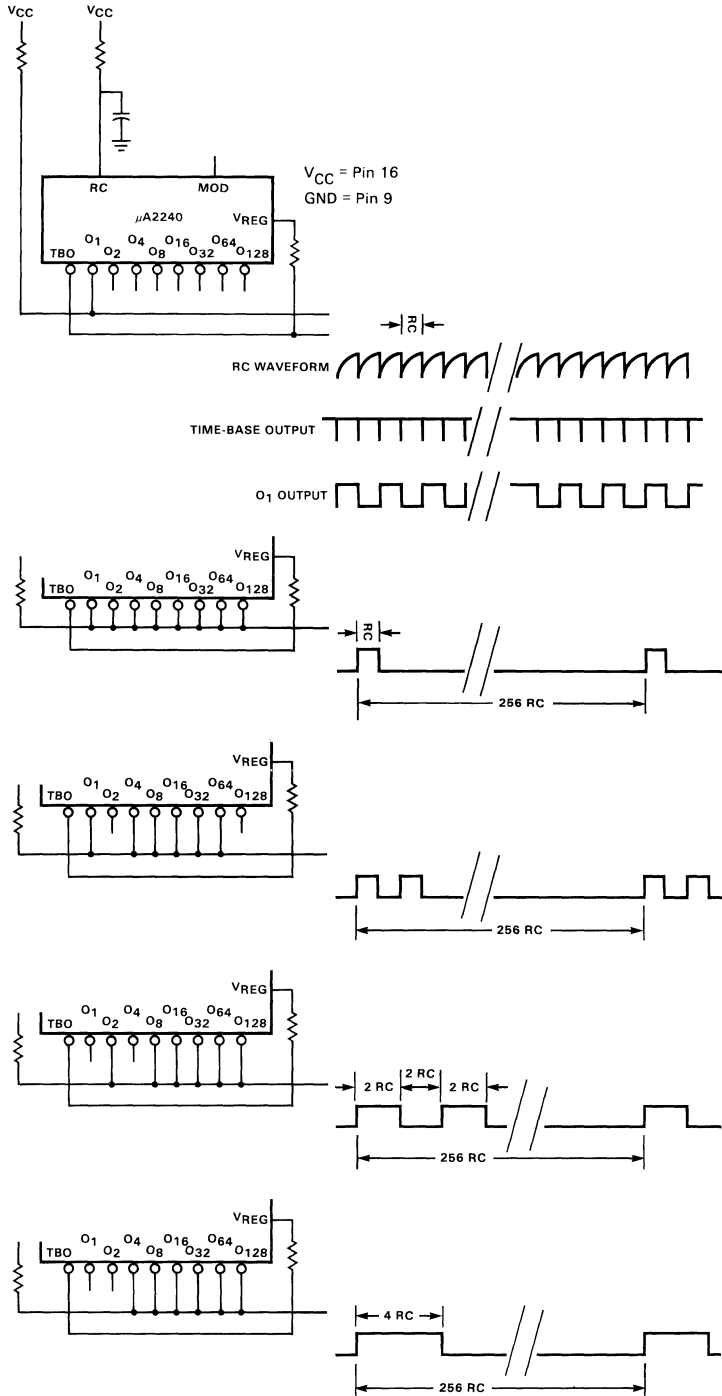 VCC VCC
VCC = Pin 16
GND = Pin 9
RC MOD
μA2240
VREG
TBO O1 O2 O4 O8 O16 O32 O64 O128
RC
RC WAVEFORM
TIME-BASE OUTPUT
O1 OUTPUT
VREG
TBO O1 O2 O4 O8 O16 O32 O64 O128
RC
256 RC
VREG
TBO O1 O2 O4 O8 O16 O32 O64 O128
256 RC
VREG
TBO O1 O2 O4 O8 O16 O32 O64 O128
2 RC
2 RC 2 RC
256 RC
VREG
TBO O1 O2 O4 O8 O16 O32 O64 O128
4 RC
256 RC